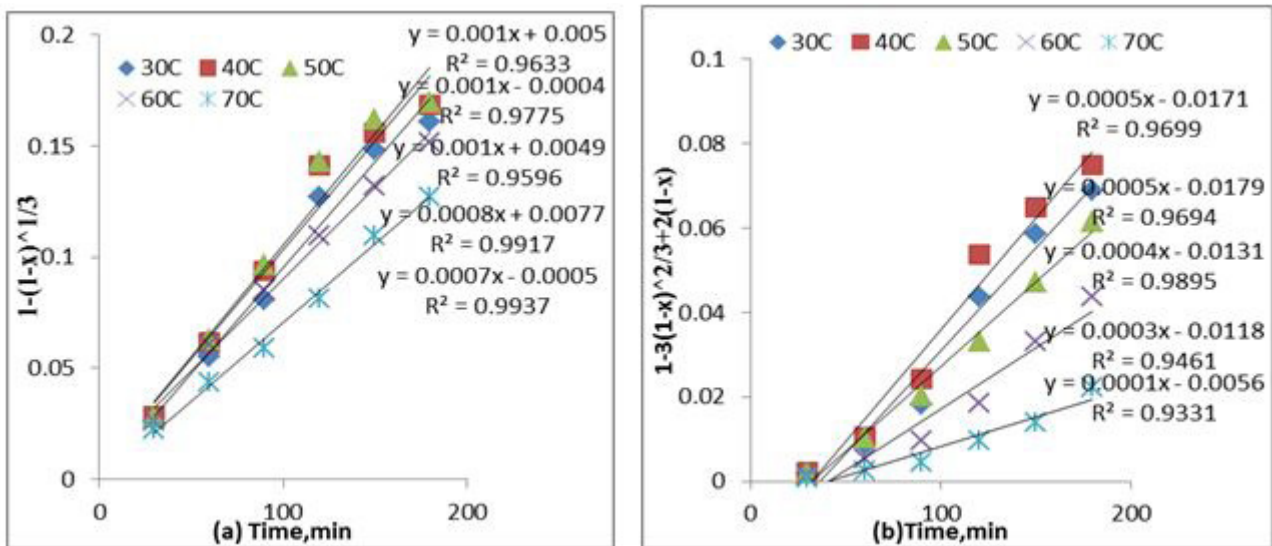 0.2
0.15
0.1
0.05
0
0
100
200
30C 40C 50C
60C 70C
y = 0.001x + 0.005
R² = 0.9633
y = 0.001x - 0.0004
R² = 0.9775
y = 0.001x + 0.0049
R² = 0.9596
y = 0.0008x + 0.0077
R² = 0.9917
y = 0.0007x - 0.0005
R² = 0.9937
1-(1-x)^1/3
(a) Time,min
30C 40C 50C 60C 70C
0.1
0.08
0.06
0.04
0.02
0
0
100
200
y = 0.0005x - 0.0171
R² = 0.9699
y = 0.0005x - 0.0179
R² = 0.9694
y = 0.0004x - 0.0131
R² = 0.9895
y = 0.0003x - 0.0118
R² = 0.9461
y = 0.0001x - 0.0056
R² = 0.9331
1-3(1-x)^2/3+2(1-x)
(b)Time,min